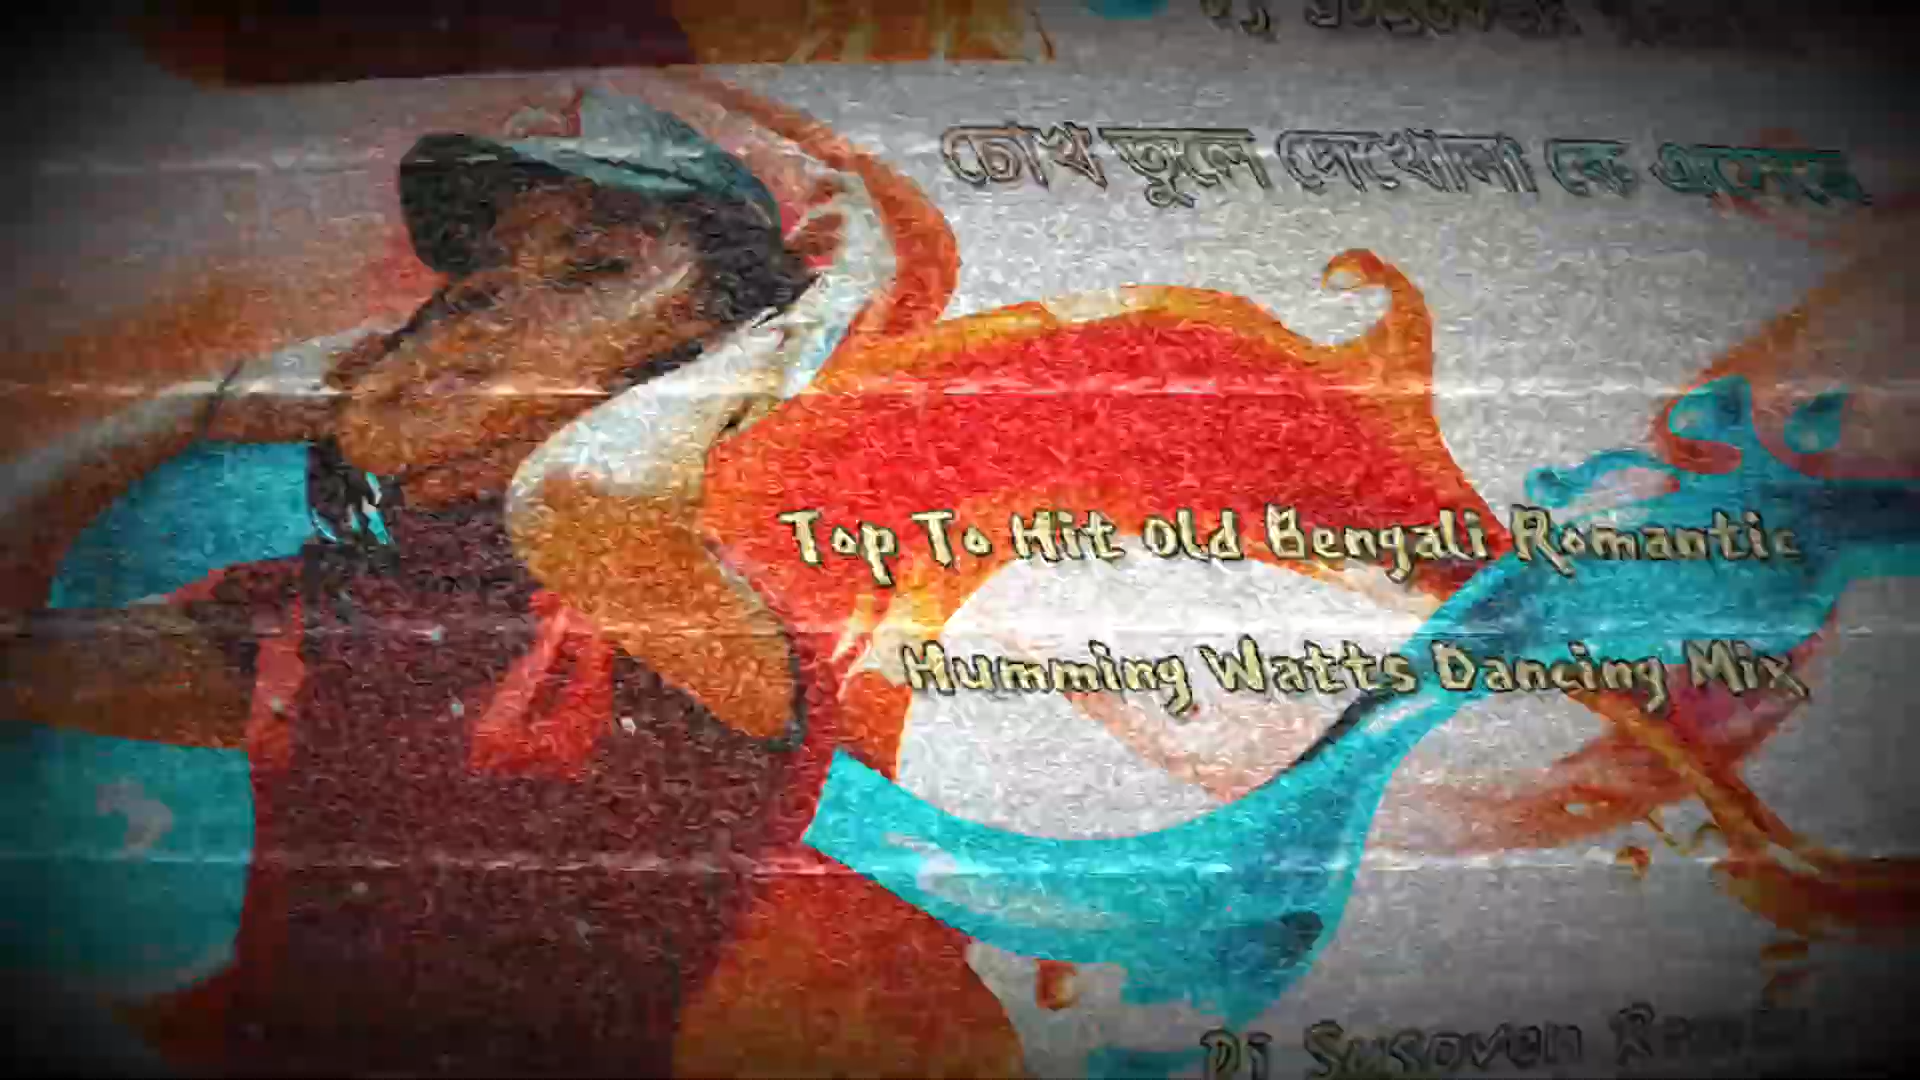 চোখ তুলে দেখোনা কে এসেছে
Top To Hit Old Bengali Romantic
Humming Watts Dancing Mix
Dj Susoven